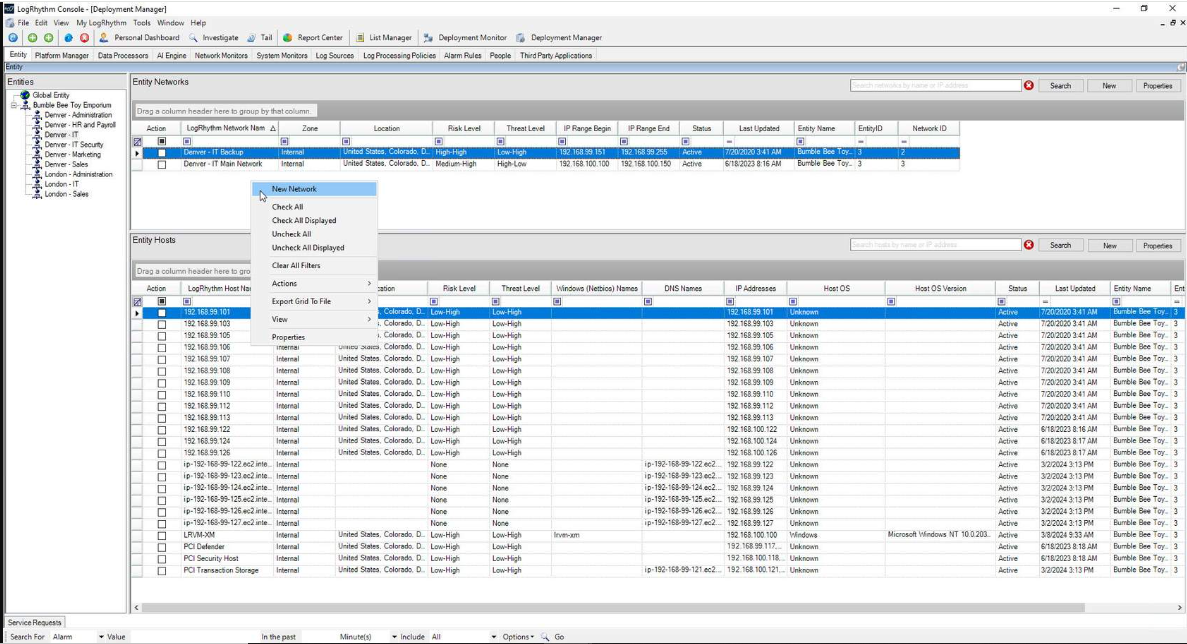 LogRhythm Console - [Deployment Manager]
File Edit View My LogRhythm Tools Window Help
Personal Dashboard Investigate Tail Report Center List Manager Deployment Monitor Deployment Manager
Entity Platform Manager Data Processors AI Engine Network Monitors System Monitors Log Sources Log Processing Policies Alarm Rules People Third Party Applications
Entity
Entities
Global Entity
Bumble Bee Toy Emporium
Denver - Administration
Denver - HR and Payroll
Denver - IT
Denver - IT Security
Denver - Marketing
Denver - Sales
London - Administration
London - IT
London - Sales
Entity Networks
Search networks by name or IP address Search New Properties
Drag a column header here to group by that column.
Action LogRhythm Network Nam Zone Location Risk Level Threat Level IP Range Begin IP Range End Status Last Updated Entity Name EntityID Network ID
Denver - IT Backup Internal United States, Colorado, D... High-High Low-High 192.168.99.151 192.168.99.255 Active 7/20/2020 3:41 AM Bumble Bee Toy... 3 2
Denver - IT Main Network Internal United States, Colorado, D... Medium-High High-Low 192.168.100.100 192.168.100.150 Active 6/18/2023 8:16 AM Bumble Bee Toy... 3 3
New Network
Check All
Check All Displayed
Uncheck All
Uncheck All Displayed
Clear All Filters
Actions
Export Grid To File
View
Properties
Entity Hosts
Search hosts by name or IP address Search New Properties
Drag a column header here to gro
Action LogRhythm Host Na ation Risk Level Threat Level Windows (Netbios) Names DNS Names IP Addresses Host OS Host OS Version Status Last Updated Entity Name Ent
192.168.99.101 s, Colorado, D... Low-High Low-High 192.168.99.101 Unknown Active 7/20/2020 3:41 AM Bumble Bee Toy... 3
192.168.99.103 s, Colorado, D... Low-High Low-High 192.168.99.103 Unknown Active 7/20/2020 3:41 AM Bumble Bee Toy... 3
192.168.99.105 s, Colorado, D... Low-High Low-High 192.168.99.105 Unknown Active 7/20/2020 3:41 AM Bumble Bee Toy... 3
192.168.99.106 Internal United States, Colorado, D... Low-High Low-High 192.168.99.106 Unknown Active 7/20/2020 3:41 AM Bumble Bee Toy... 3
192.168.99.107 Internal United States, Colorado, D... Low-High Low-High 192.168.99.107 Unknown Active 7/20/2020 3:41 AM Bumble Bee Toy... 3
192.168.99.108 Internal United States, Colorado, D... Low-High Low-High 192.168.99.108 Unknown Active 7/20/2020 3:41 AM Bumble Bee Toy... 3
192.168.99.109 Internal United States, Colorado, D... Low-High Low-High 192.168.99.109 Unknown Active 7/20/2020 3:41 AM Bumble Bee Toy... 3
192.168.99.110 Internal United States, Colorado, D... Low-High Low-High 192.168.99.110 Unknown Active 7/20/2020 3:41 AM Bumble Bee Toy... 3
192.168.99.112 Internal United States, Colorado, D... Low-High Low-High 192.168.99.112 Unknown Active 7/20/2020 3:41 AM Bumble Bee Toy... 3
192.168.99.113 Internal United States, Colorado, D... Low-High Low-High 192.168.99.113 Unknown Active 7/20/2020 3:41 AM Bumble Bee Toy... 3
192.168.99.122 Internal United States, Colorado, D... Low-High Low-High 192.168.100.122 Unknown Active 6/18/2023 8:16 AM Bumble Bee Toy... 3
192.168.99.124 Internal United States, Colorado, D... Low-High Low-High 192.168.100.124 Unknown Active 6/18/2023 8:17 AM Bumble Bee Toy... 3
192.168.99.126 Internal United States, Colorado, D... Low-High Low-High 192.168.100.126 Unknown Active 6/18/2023 8:17 AM Bumble Bee Toy... 3
ip-192-168-99-122.ec2.inte... Internal None None ip-192-168-99-122.ec2... 192.168.99.122 Unknown Active 3/2/2024 3:13 PM Bumble Bee Toy... 3
ip-192-168-99-123.ec2.inte... Internal None None ip-192-168-99-123.ec2... 192.168.99.123 Unknown Active 3/2/2024 3:13 PM Bumble Bee Toy... 3
ip-192-168-99-124.ec2.inte... Internal None None ip-192-168-99-124.ec2... 192.168.99.124 Unknown Active 3/2/2024 3:13 PM Bumble Bee Toy... 3
ip-192-168-99-125.ec2.inte... Internal None None ip-192-168-99-125.ec2... 192.168.99.125 Unknown Active 3/2/2024 3:13 PM Bumble Bee Toy... 3
ip-192-168-99-126.ec2.inte... Internal None None ip-192-168-99-126.ec2... 192.168.99.126 Unknown Active 3/2/2024 3:13 PM Bumble Bee Toy... 3
ip-192-168-99-127.ec2.inte... Internal None None ip-192-168-99-127.ec2... 192.168.99.127 Unknown Active 3/2/2024 3:13 PM Bumble Bee Toy... 3
LRVM-XM United States, Colorado, D... Low-High Low-High lrvm-xm 192.168.100.100 Windows Microsoft Windows NT 10.0.203... Active 3/8/2024 9:33 AM Bumble Bee Toy... 3
PCI Defender Internal United States, Colorado, D... Low-High Low-High 192.168.99.117,... Unknown Active 6/18/2023 8:18 AM Bumble Bee Toy... 3
PCI Security Host Internal United States, Colorado, D... Low-High Low-High 192.168.100.118,... Unknown Active 6/18/2023 8:18 AM Bumble Bee Toy... 3
PCI Transaction Storage Internal United States, Colorado, D... Low-High Low-High ip-192-168-99-121.ec2... 192.168.100.121,... Unknown Active 3/2/2024 3:13 PM Bumble Bee Toy... 3
Service Requests
Search For Alarm Value In the past Minute(s) Include All Options Go